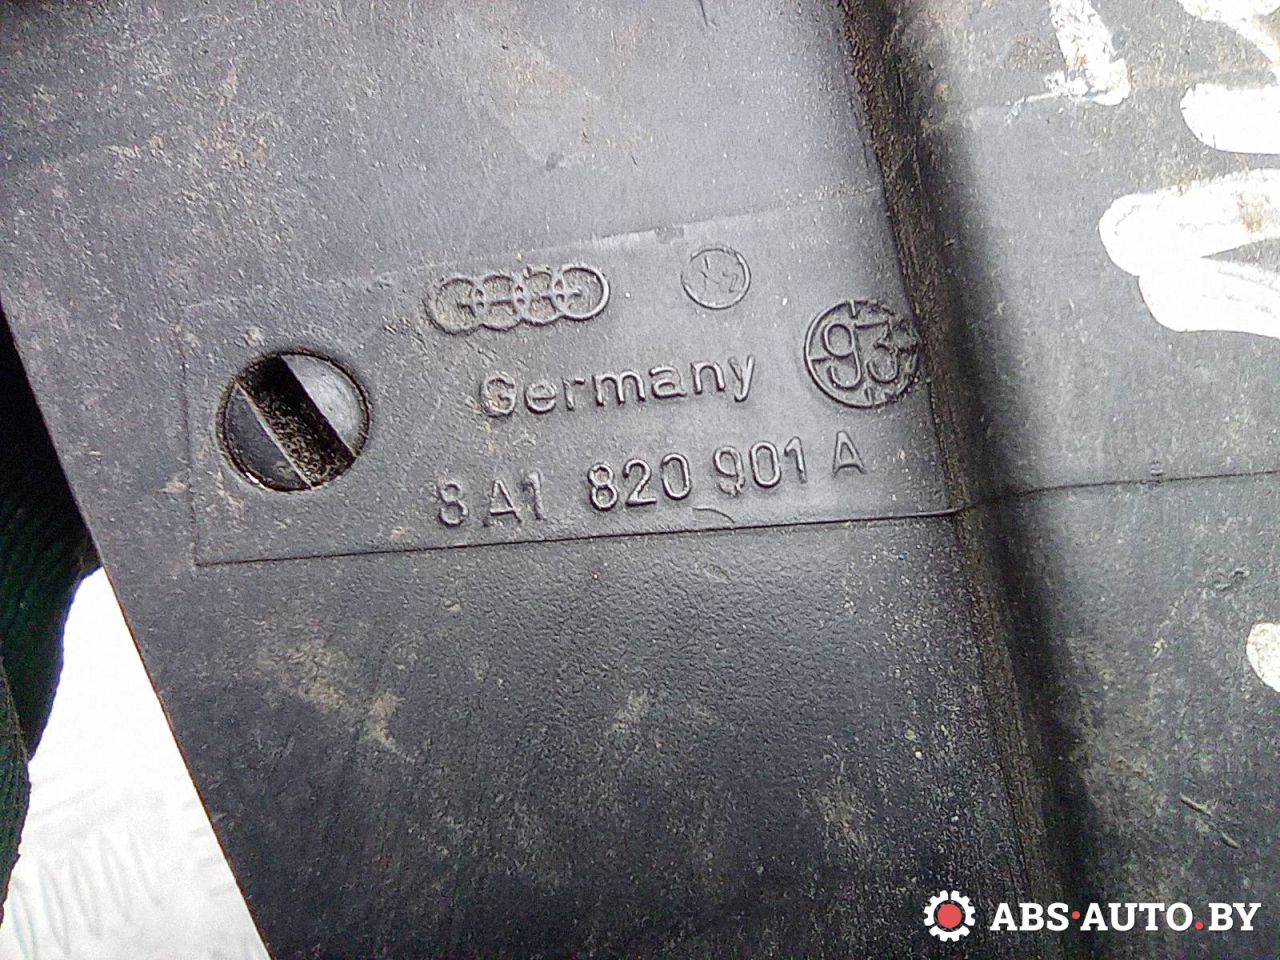 Germany
93
8A1 820 901 A
ABS·AUTO.BY